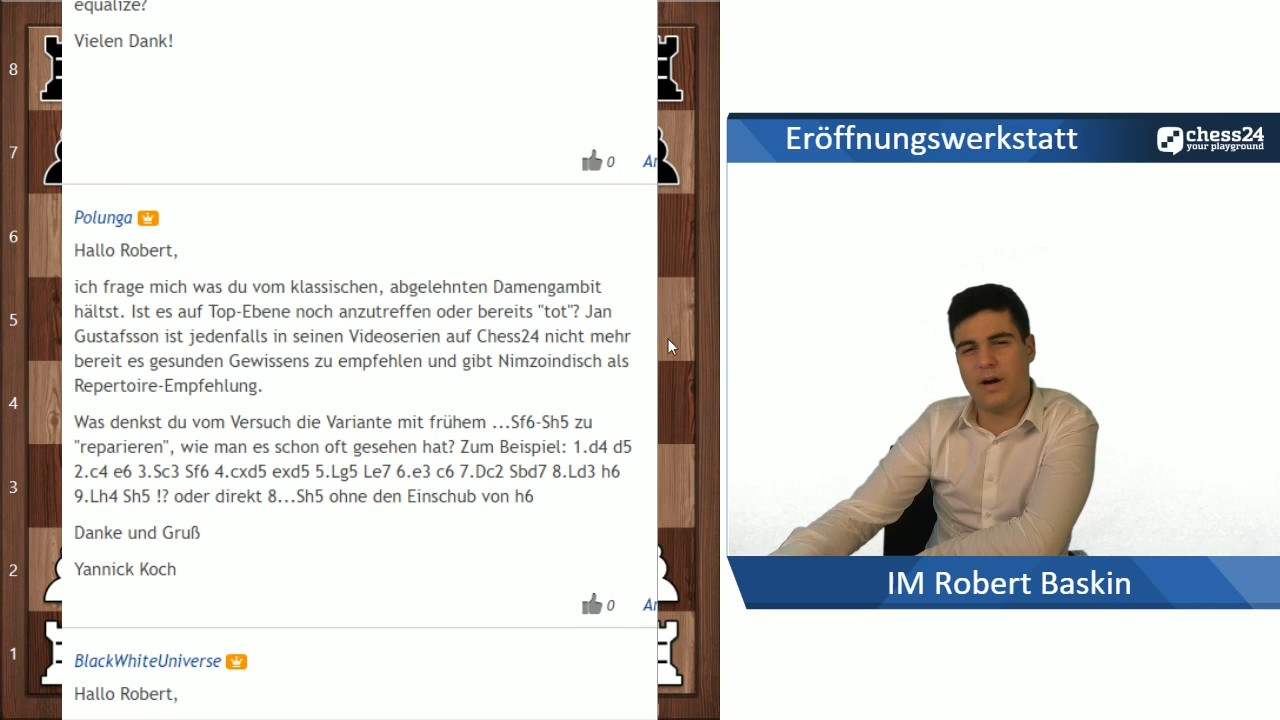 equalize?
Vielen Dank!
0
Polunga
Hallo Robert,
ich frage mich was du vom klassischen, abgelehnten Damengambit
hältst. Ist es auf Top-Ebene noch anzutreffen oder bereits "tot"? Jan
Gustafsson ist jedenfalls in seinen Videoserien auf Chess24 nicht mehr
bereit es gesunden Gewissens zu empfehlen und gibt Nimzoindisch als
Repertoire-Empfehlung.
Was denkst du vom Versuch die Variante mit frühem ...Sf6-Sh5 zu
"reparieren", wie man es schon oft gesehen hat? Zum Beispiel: 1.d4 d5
2.c4 e6 3.Sc3 Sf6 4.cxd5 exd5 5.Lg5 Le7 6.e3 c6 7.Dc2 Sbd7 8.Ld3 h6
9.Lh4 Sh5 !? oder direkt 8...Sh5 ohne den Einschub von h6
Danke und Gruß
Yannick Koch
0
BlackWhiteUniverse
Hallo Robert,
8
7
6
5
4
3
2
1
Eröffnungswerkstatt
chess24
your playground
IM Robert Baskin